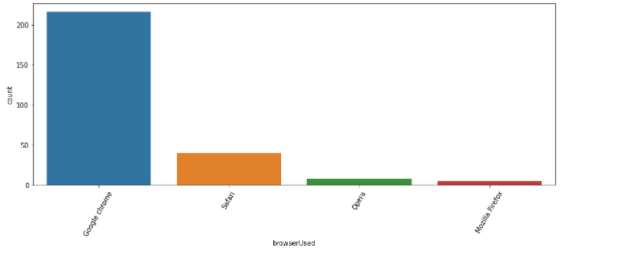 200
150
100
50
0
count
Google chrome
Safari
Opera
Mozilla Firefox
browserUsed